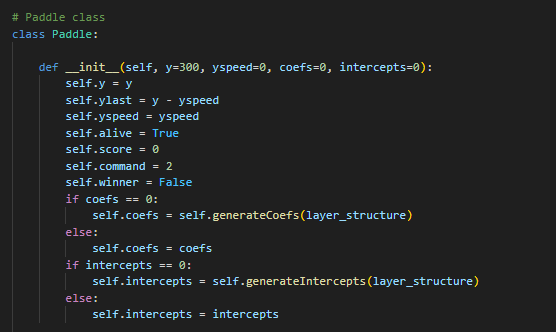 # Paddle class
class Paddle:
def __init__(self, y=300, yspeed=0, coefs=0, intercepts=0):
self.y = y
self.ylast = y - yspeed
self.yspeed = yspeed
self.alive = True
self.score = 0
self.command = 2
self.winner = False
if coefs == 0:
self.coefs = self.generateCoefs(layer_structure)
else:
self.coefs = coefs
if intercepts == 0:
self.intercepts = self.generateIntercepts(layer_structure)
else:
self.intercepts = intercepts